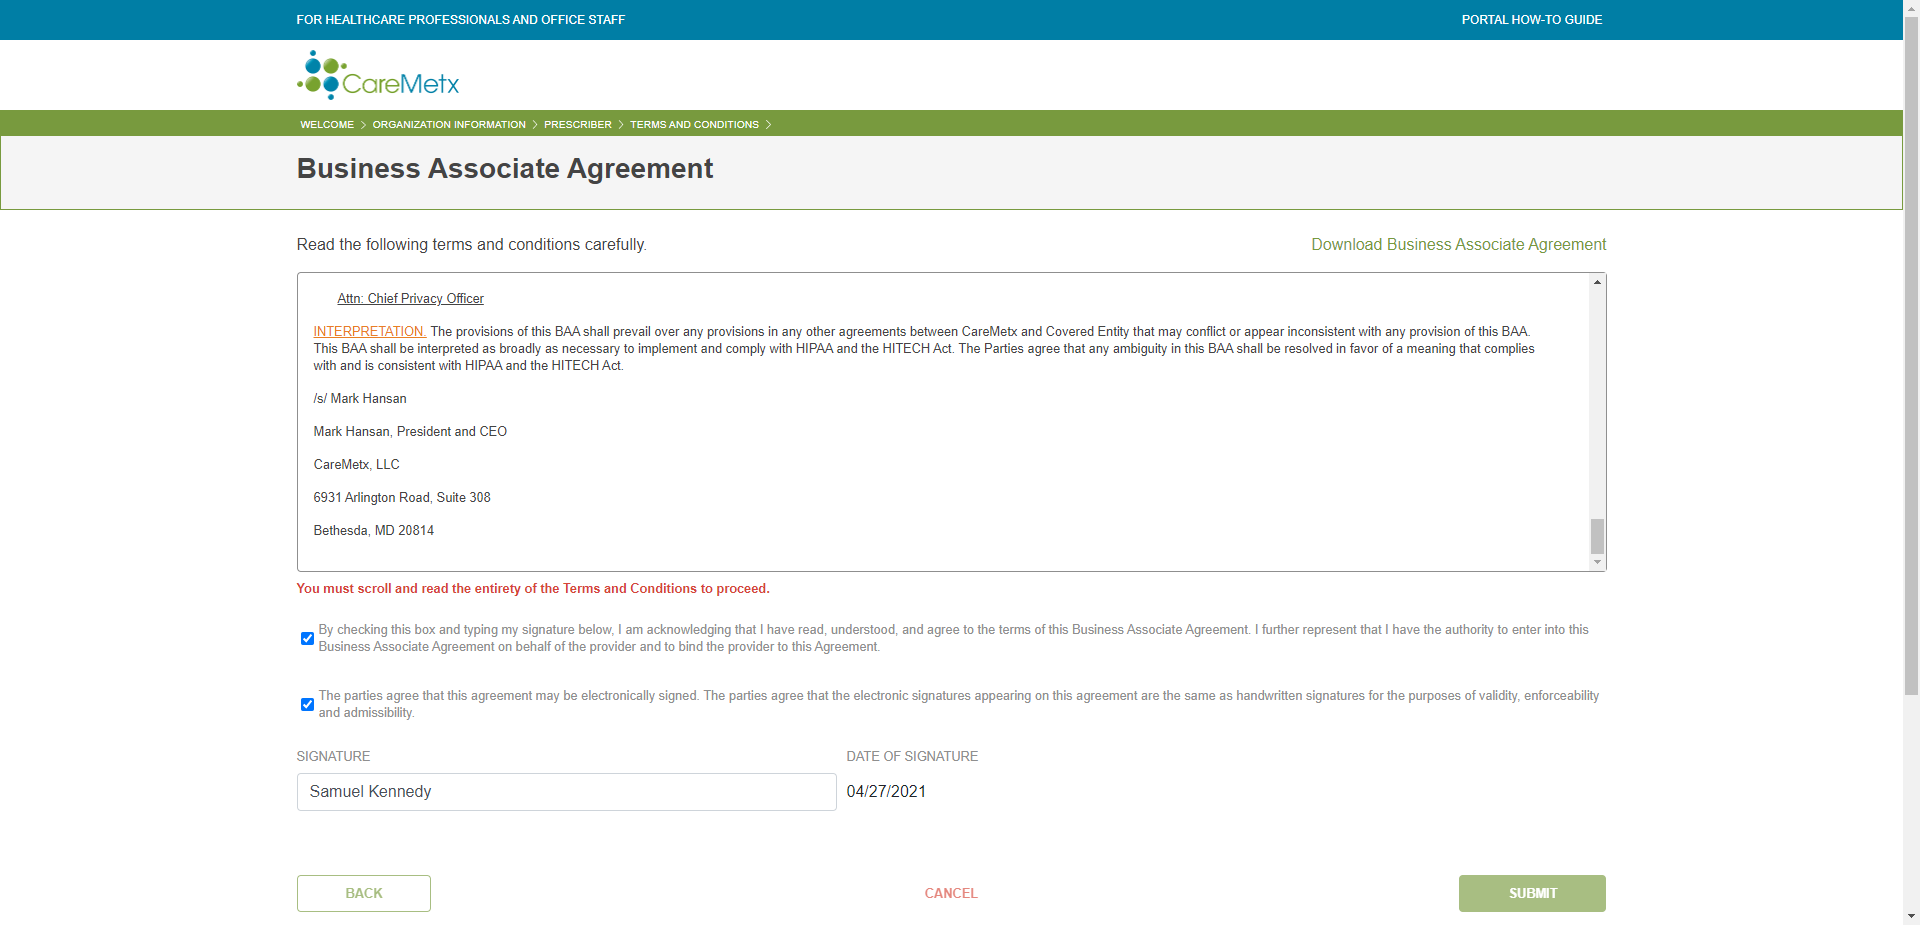 FOR HEALTHCARE PROFESSIONALS AND OFFICE STAFF
PORTAL HOW-TO GUIDE
CareMetx
WELCOME > ORGANIZATION INFORMATION > PRESCRIBER > TERMS AND CONDITIONS >
Business Associate Agreement
Read the following terms and conditions carefully.
Download Business Associate Agreement
Attn: Chief Privacy Officer
INTERPRETATION. The provisions of this BAA shall prevail over any provisions in any other agreements between CareMetx and Covered Entity that may conflict or appear inconsistent with any provision of this BAA.
This BAA shall be interpreted as broadly as necessary to implement and comply with HIPAA and the HITECH Act. The Parties agree that any ambiguity in this BAA shall be resolved in favor of a meaning that complies
with and is consistent with HIPAA and the HITECH Act.
/s/ Mark Hansan
Mark Hansan, President and CEO
CareMetx, LLC
6931 Arlington Road, Suite 308
Bethesda, MD 20814
You must scroll and read the entirety of the Terms and Conditions to proceed.
By checking this box and typing my signature below, I am acknowledging that I have read, understood, and agree to the terms of this Business Associate Agreement. I further represent that I have the authority to enter into this
Business Associate Agreement on behalf of the provider and to bind the provider to this Agreement.
The parties agree that this agreement may be electronically signed. The parties agree that the electronic signatures appearing on this agreement are the same as handwritten signatures for the purposes of validity, enforceability
and admissibility.
SIGNATURE
DATE OF SIGNATURE
Samuel Kennedy
04/27/2021
BACK
CANCEL
SUBMIT